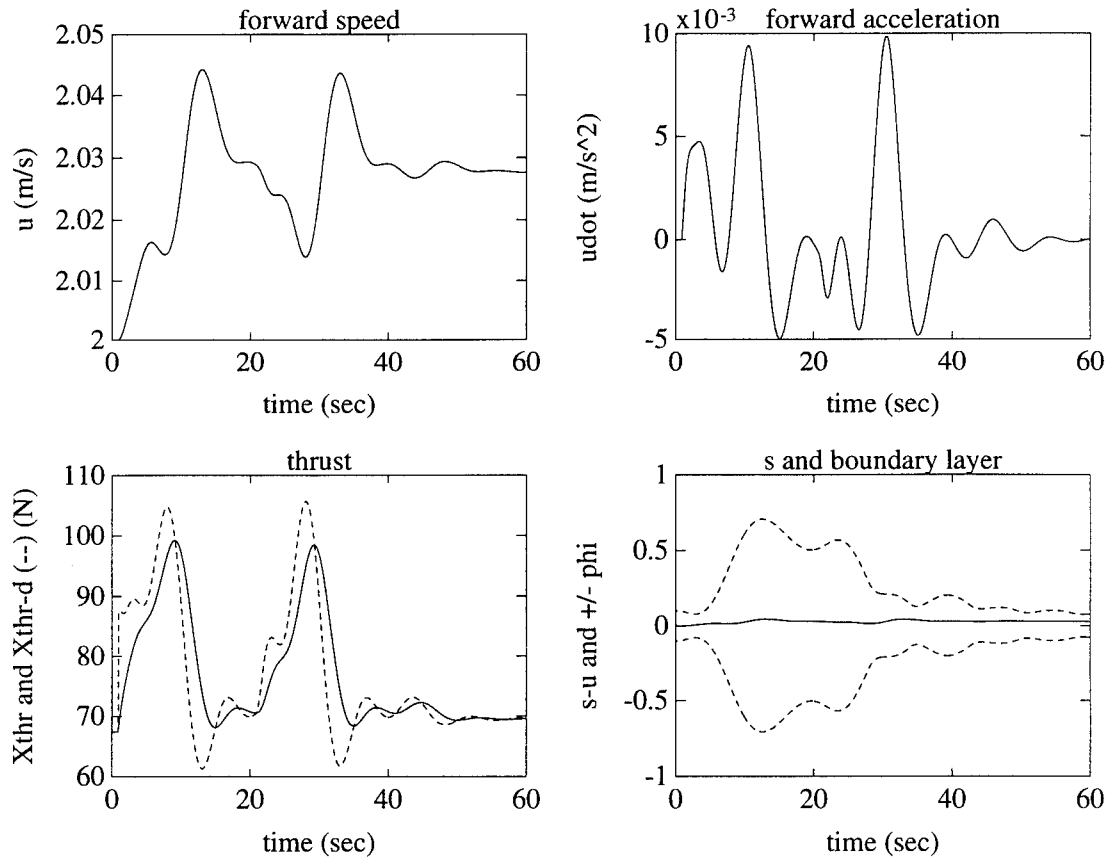 forward speed
2.05
2.04
2.03
2.02
2.01
2
u (m/s)
0
20
40
60
time (sec)
forward acceleration
x10-3
10
5
0
-5
udot (m/s^2)
0
20
40
60
time (sec)
thrust
110
100
90
80
70
60
Xthr and Xthr-d (--) (N)
0
20
40
60
time (sec)
s and boundary layer
1
0.5
0
-0.5
-1
s-u and +/- phi
0
20
40
60
time (sec)